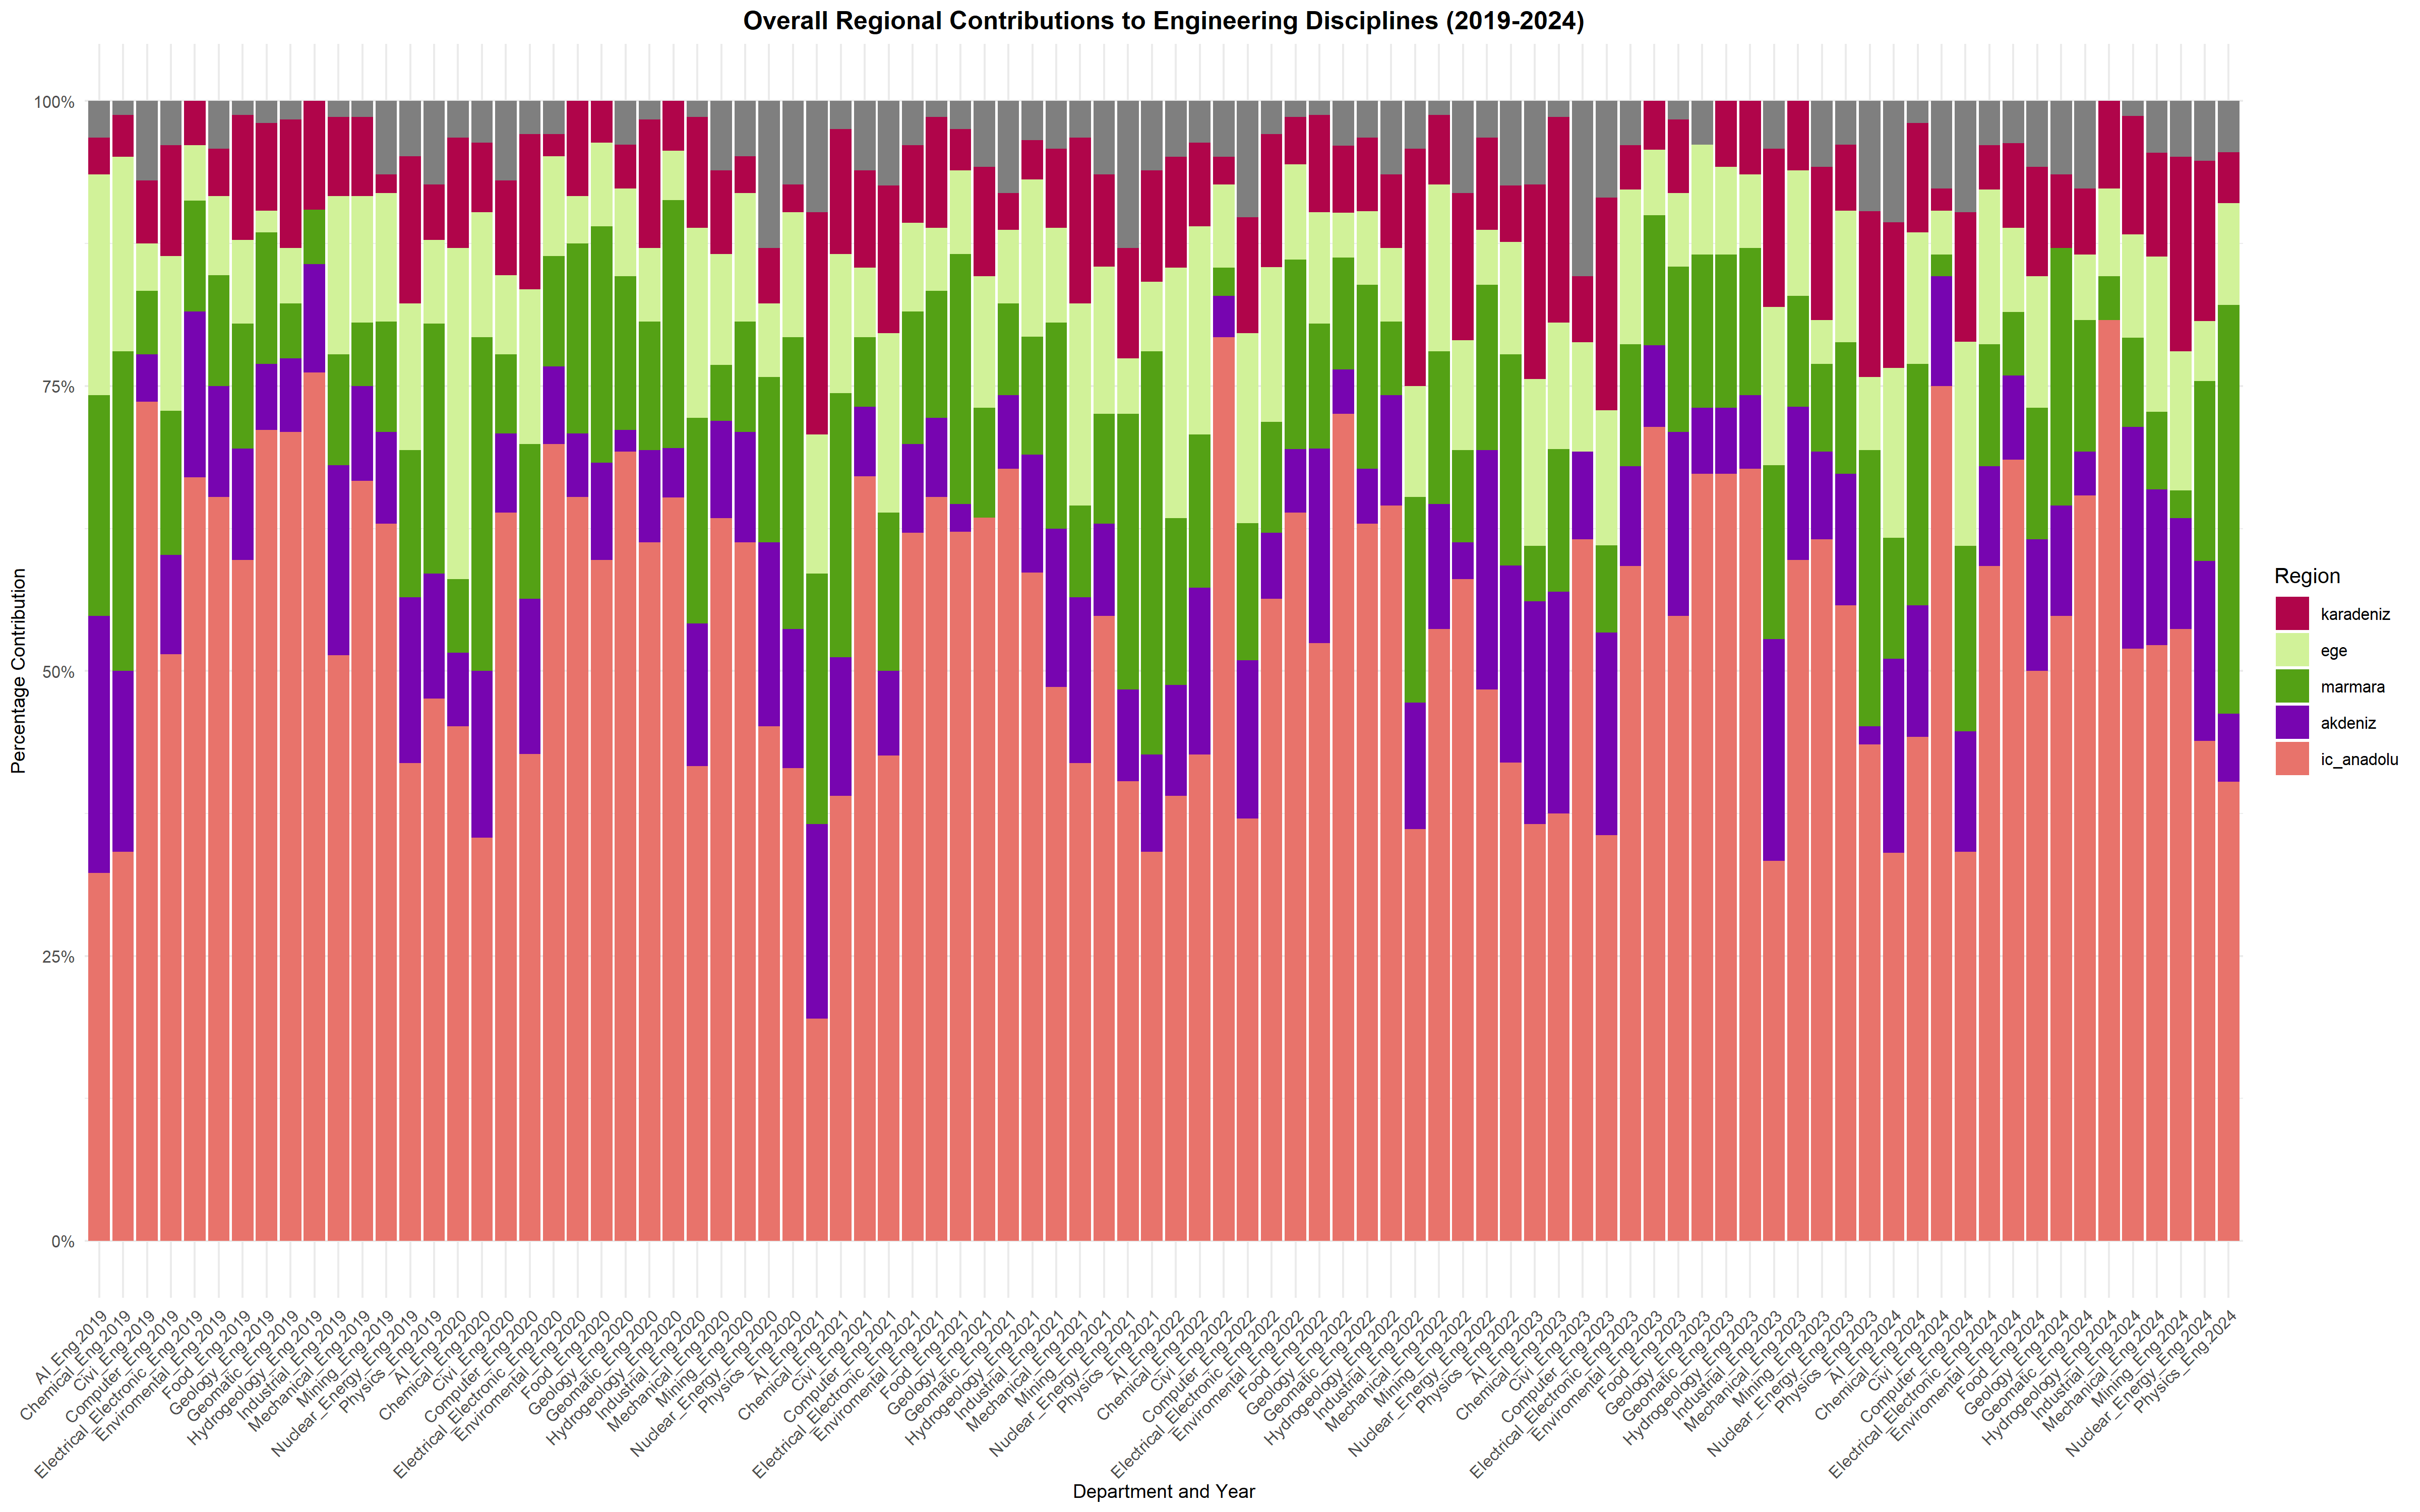 Overall Regional Contributions to Engineering Disciplines (2019-2024)
Percentage Contribution
100%
75%
50%
25%
0%
Region
karadeniz
ege
marmara
akdeniz
ic_anadolu
AI_Eng.2019
Chemical_Eng.2019
Civi_Eng.2019
Computer_Eng.2019
Electrical_Electronic_Eng.2019
Enviromental_Eng.2019
Food_Eng.2019
Geology_Eng.2019
Geomatic_Eng.2019
Hydrogeology_Eng.2019
Industrial_Eng.2019
Mechanical_Eng.2019
Mining_Eng.2019
Nuclear_Energy_Eng.2019
Physics_Eng.2019
AI_Eng.2020
Chemical_Eng.2020
Civi_Eng.2020
Computer_Eng.2020
Electrical_Electronic_Eng.2020
Enviromental_Eng.2020
Food_Eng.2020
Geology_Eng.2020
Geomatic_Eng.2020
Hydrogeology_Eng.2020
Industrial_Eng.2020
Mechanical_Eng.2020
Mining_Eng.2020
Nuclear_Energy_Eng.2020
Physics_Eng.2020
AI_Eng.2021
Chemical_Eng.2021
Civi_Eng.2021
Computer_Eng.2021
Electrical_Electronic_Eng.2021
Enviromental_Eng.2021
Food_Eng.2021
Geology_Eng.2021
Geomatic_Eng.2021
Hydrogeology_Eng.2021
Industrial_Eng.2021
Mechanical_Eng.2021
Mining_Eng.2021
Nuclear_Energy_Eng.2021
Physics_Eng.2021
AI_Eng.2022
Chemical_Eng.2022
Civi_Eng.2022
Computer_Eng.2022
Electrical_Electronic_Eng.2022
Enviromental_Eng.2022
Food_Eng.2022
Geology_Eng.2022
Geomatic_Eng.2022
Hydrogeology_Eng.2022
Industrial_Eng.2022
Mechanical_Eng.2022
Mining_Eng.2022
Nuclear_Energy_Eng.2022
Physics_Eng.2022
AI_Eng.2023
Chemical_Eng.2023
Civi_Eng.2023
Computer_Eng.2023
Electrical_Electronic_Eng.2023
Enviromental_Eng.2023
Food_Eng.2023
Geology_Eng.2023
Geomatic_Eng.2023
Hydrogeology_Eng.2023
Industrial_Eng.2023
Mechanical_Eng.2023
Mining_Eng.2023
Nuclear_Energy_Eng.2023
Physics_Eng.2023
AI_Eng.2024
Chemical_Eng.2024
Civi_Eng.2024
Computer_Eng.2024
Electrical_Electronic_Eng.2024
Enviromental_Eng.2024
Food_Eng.2024
Geology_Eng.2024
Geomatic_Eng.2024
Hydrogeology_Eng.2024
Industrial_Eng.2024
Mechanical_Eng.2024
Mining_Eng.2024
Nuclear_Energy_Eng.2024
Physics_Eng.2024
Department and Year